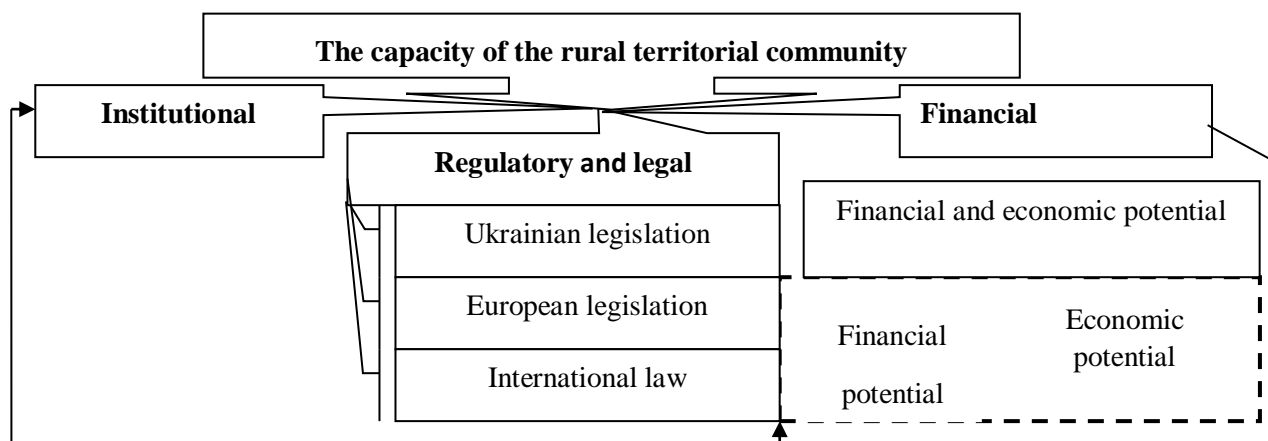 The capacity of the rural territorial community
Institutional
Financial
Regulatory and legal
Ukrainian legislation
European legislation
International law
Financial and economic potential
Financial
potential
Economic
potential